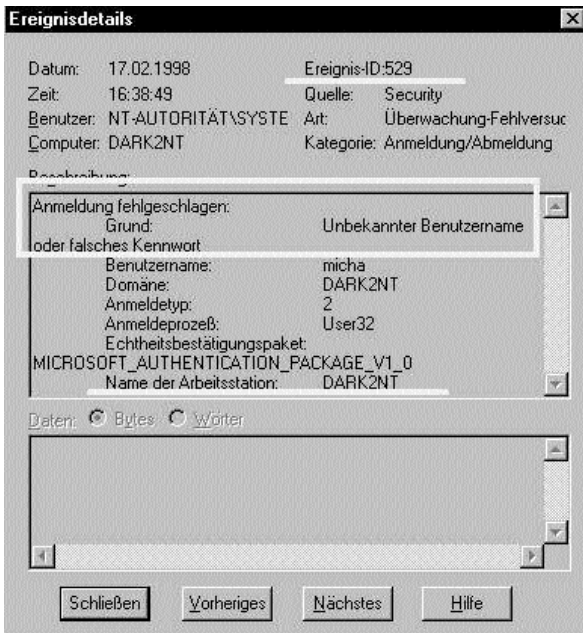 Ereignisdetails
Datum: 17.02.1998 Ereignis-ID:529
Zeit: 16:38:49 Quelle: Security
Benutzer: NT-AUTORITÄT\SYSTE Art: Überwachung-Fehlversuc
Computer: DARK2NT Kategorie: Anmeldung/Abmeldung
Beschreibung:
Anmeldung fehlgeschlagen:
Grund: Unbekannter Benutzername
oder falsches Kennwort
Benutzername: micha
Domäne: DARK2NT
Anmeldetyp: 2
Anmeldeprozeß: User32
Echtheitsbestätigungspaket:
MICROSOFT_AUTHENTICATION_PACKAGE_V1_0
Name der Arbeitsstation: DARK2NT
Daten: Bytes Wörter
Schließen Vorheriges Nächstes Hilfe